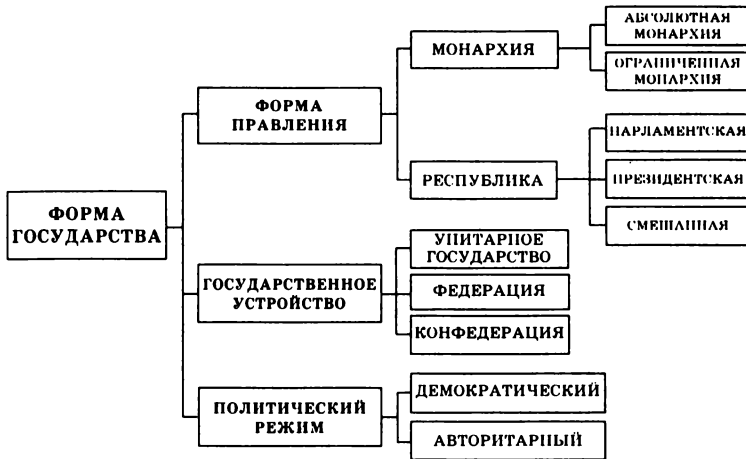 ФОРМА
ГОСУДАРСТВА
ФОРМА
ПРАВЛЕНИЯ
МОНАРХИЯ
АБСОЛЮТНАЯ
МОНАРХИЯ
ОГРАНИЧЕННАЯ
МОНАРХИЯ
РЕСПУБЛИКА
ПАРЛАМЕНТСКАЯ
ПРЕЗИДЕНТСКАЯ
СМЕШАННАЯ
ГОСУДАРСТВЕННОЕ
УСТРОЙСТВО
УНИТАРНОЕ
ГОСУДАРСТВО
ФЕДЕРАЦИЯ
КОНФЕДЕРАЦИЯ
ПОЛИТИЧЕСКИЙ
РЕЖИМ
ДЕМОКРАТИЧЕСКИЙ
АВТОРИТАРНЫЙ